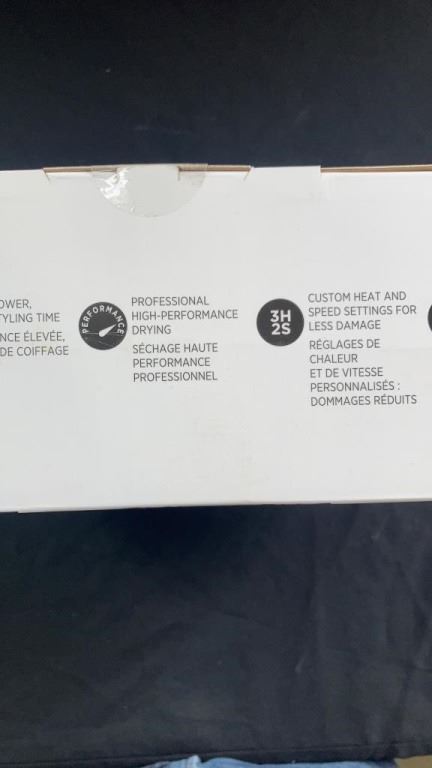 OWER,
TYLING TIME
NCE ÉLEVÉE,
DE COIFFAGE
PERFORMANCE
PROFESSIONAL
HIGH-PERFORMANCE
DRYING
SÉCHAGE HAUTE
PERFORMANCE
PROFESSIONNEL
3H
2S
CUSTOM HEAT AND
SPEED SETTINGS FOR
LESS DAMAGE
RÉGLAGES DE
CHALEUR
ET DE VITESSE
PERSONNALISÉS :
DOMMAGES RÉDUITS